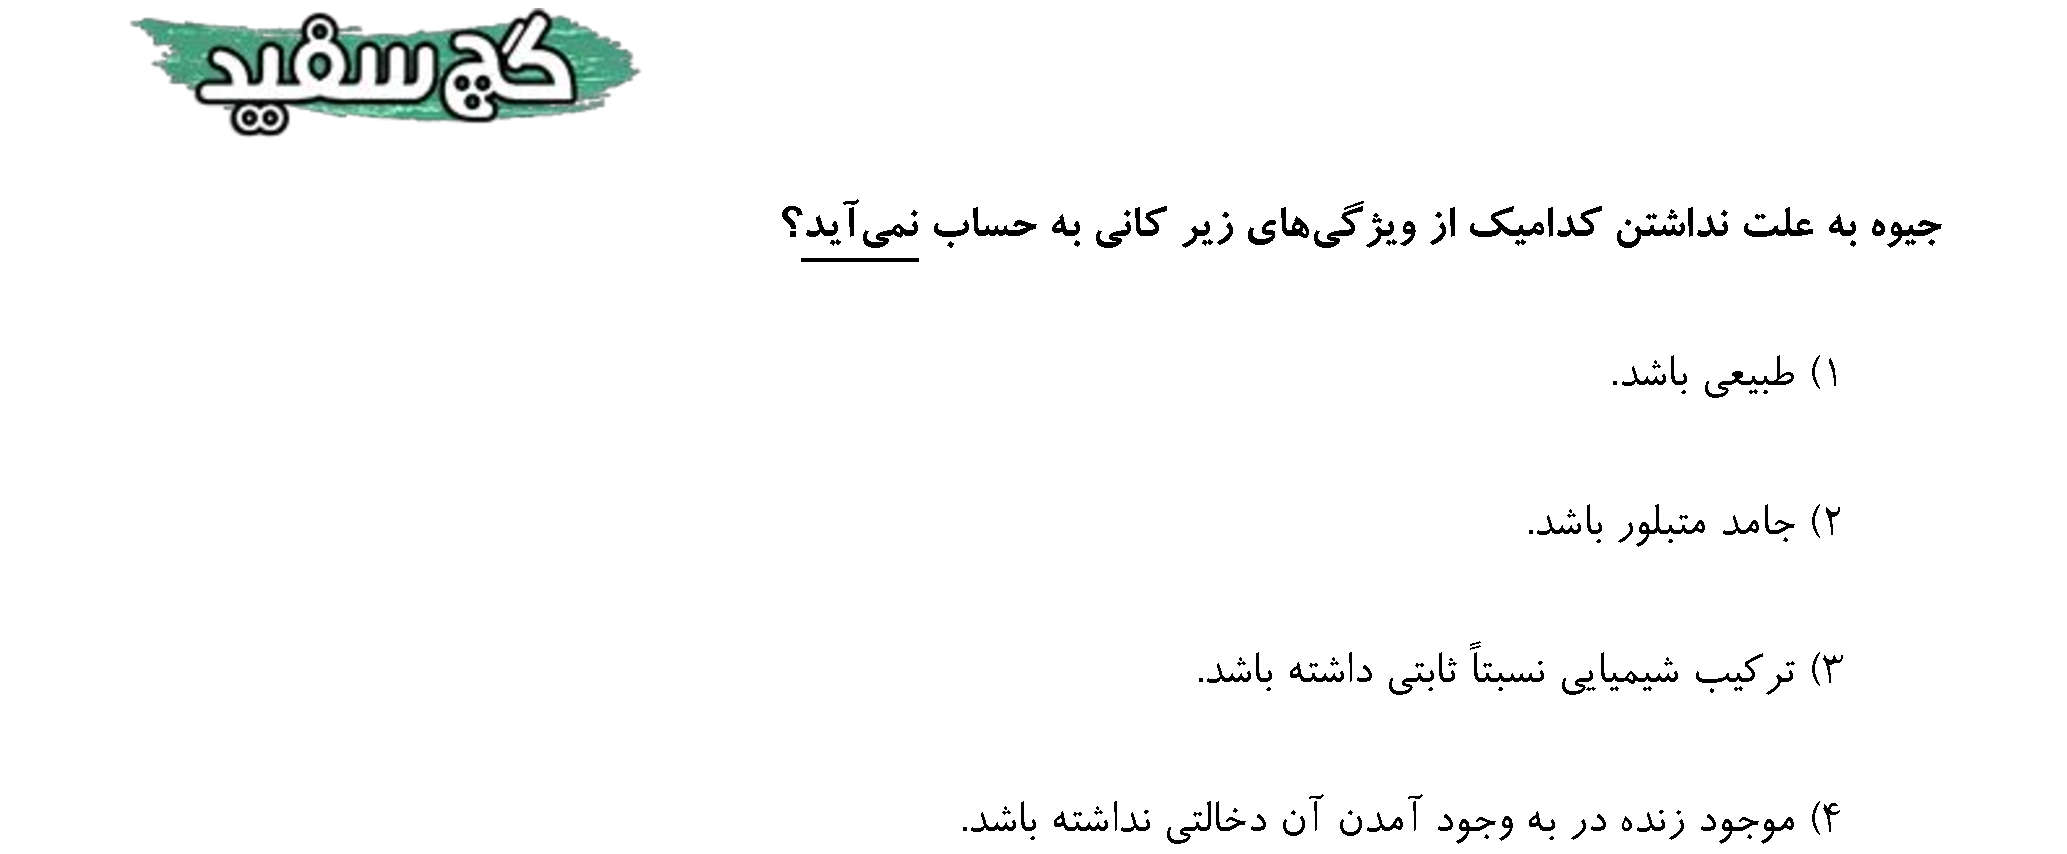 گچ سفید
جیوه به علت نداشتن کدامیک از ویژگی‌های زیر کانی به حساب نمی‌آید؟
۱) طبیعی باشد.
۲) جامد متبلور باشد.
۳) ترکیب شیمیایی نسبتاً ثابتی داشته باشد.
۴) موجود زنده در به وجود آمدن آن دخالتی نداشته باشد.